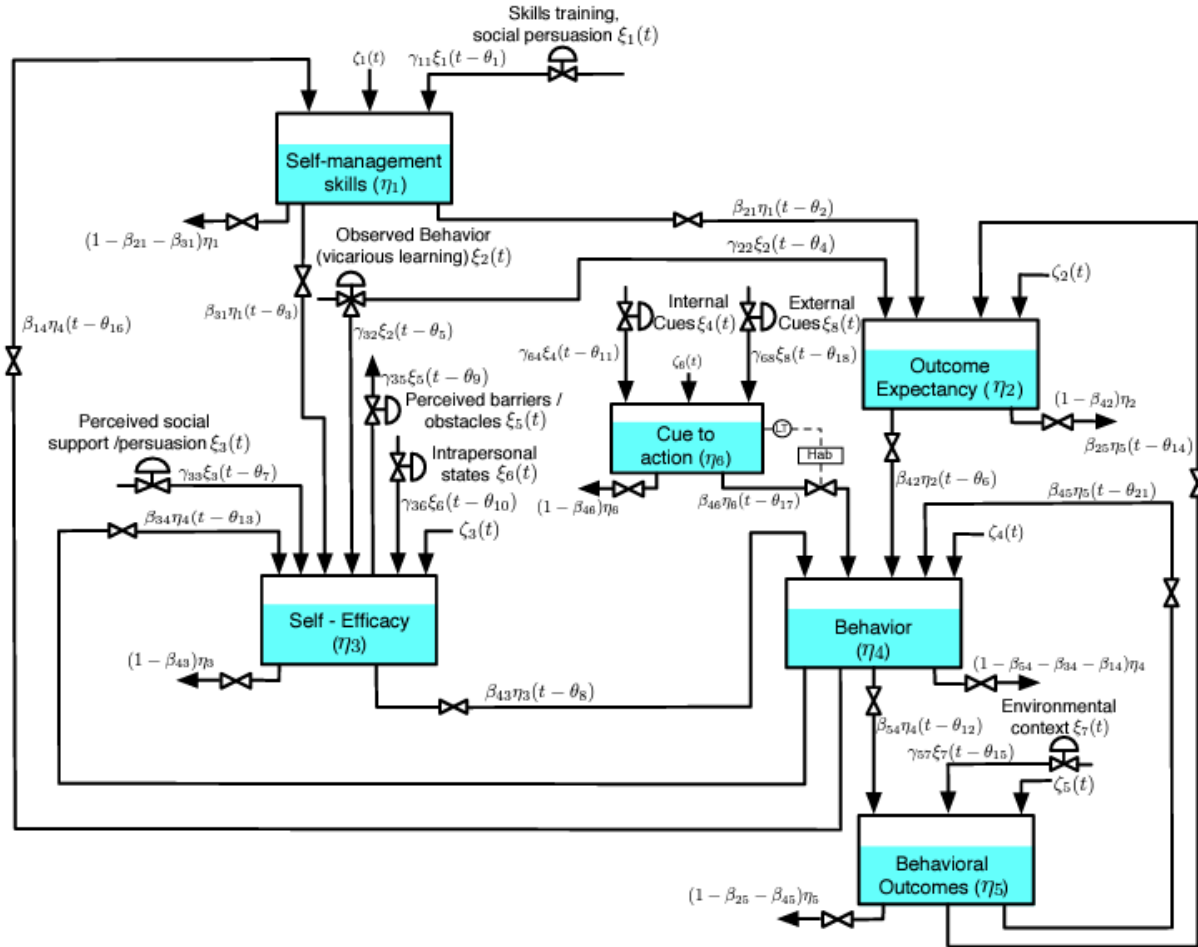 Skills training,
social persuasion ξ₁(t)
ζ₁(t)
γ₁₁ξ₁(t − θ₁)
Self-management
skills (η₁)
(1 − β₂₁ − β₃₁)η₁
β₂₁η₁(t − θ₂)
Observed Behavior
(vicarious learning) ξ₂(t)
γ₂₂ξ₂(t − θ₄)
ζ₂(t)
β₃₁η₁(t − θ₃)
β₁₄η₄(t − θ₁₆)
γ₃₂ξ₂(t − θ₅)
Internal
Cues ξ₄(t)
External
Cues ξ₈(t)
γ₆₄ξ₄(t − θ₁₁)
ζ₆(t)
γ₆₈ξ₈(t − θ₁₈)
Outcome
Expectancy (η₂)
γ₃₅ξ₅(t − θ₉)
Perceived barriers /
obstacles ξ₅(t)
(1 − β₄₂)η₂
Perceived social
support /persuasion ξ₃(t)
Cue to
action (η₆)
LT
Hab
β₂₅η₅(t − θ₁₄)
Intrapersonal
states ξ₆(t)
γ₃₃ξ₃(t − θ₇)
β₄₂η₂(t − θ₆)
β₄₅η₅(t − θ₂₁)
γ₃₆ξ₆(t − θ₁₀)
(1 − β₄₆)η₆
β₄₆η₆(t − θ₁₇)
β₃₄η₄(t − θ₁₃)
ζ₃(t)
ζ₄(t)
Self - Efficacy
(η₃)
Behavior
(η₄)
(1 − β₄₃)η₃
(1 − β₅₄ − β₃₄ − β₁₄)η₄
β₄₃η₃(t − θ₈)
Environmental
context ξ₇(t)
β₅₄η₄(t − θ₁₂)
γ₅₇ξ₇(t − θ₁₅)
ζ₅(t)
Behavioral
Outcomes (η₅)
(1 − β₂₅ − β₄₅)η₅